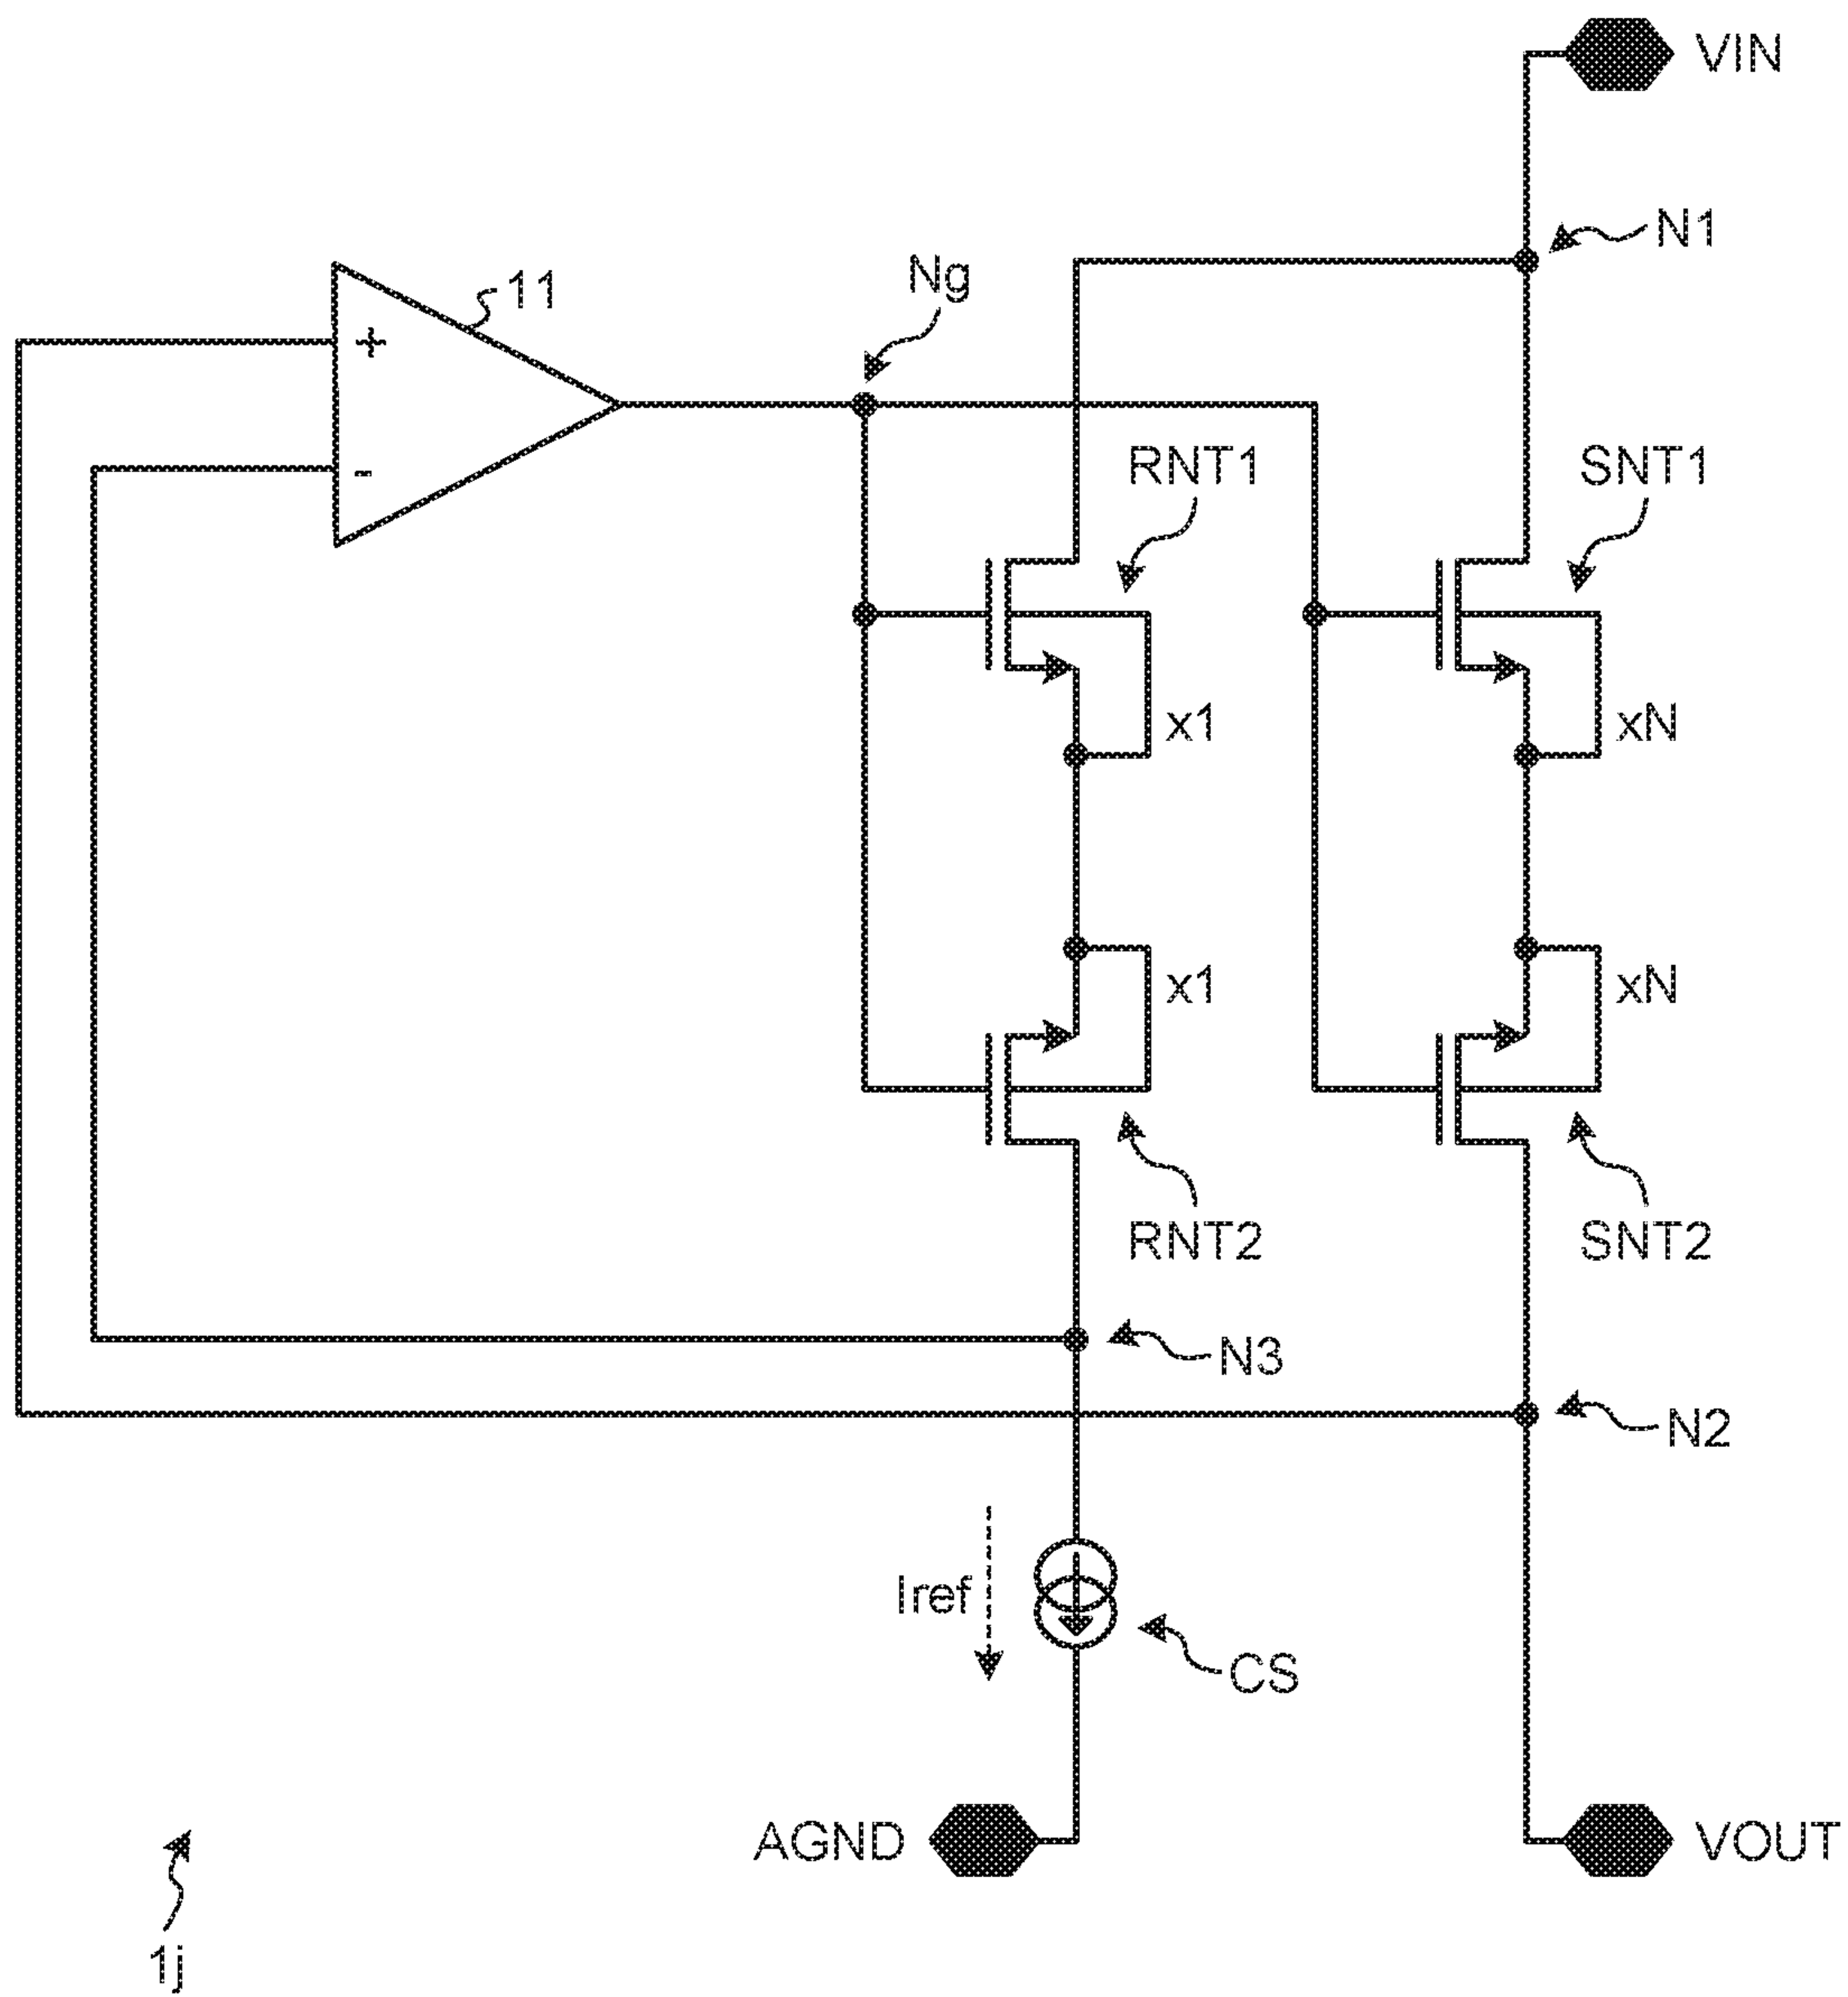 VIN
N1
Ng
11
+
-
RNT1
SNT1
x1
xN
x1
xN
RNT2
SNT2
N3
N2
Iref
CS
AGND
VOUT
1j